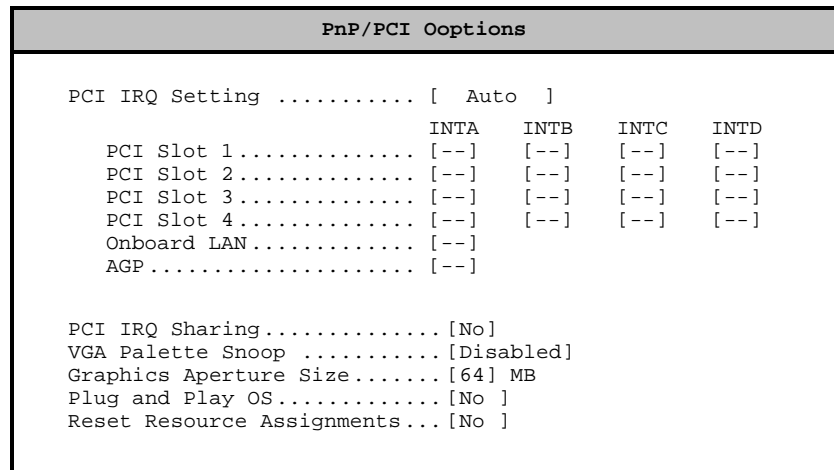 PnP/PCI Ooptions
PCI IRQ Setting ........... [ Auto ]
INTA INTB INTC INTD
PCI Slot 1.............. [--] [--] [--] [--]
PCI Slot 2.............. [--] [--] [--] [--]
PCI Slot 3.............. [--] [--] [--] [--]
PCI Slot 4.............. [--] [--] [--] [--]
Onboard LAN............. [--]
AGP..................... [--]
PCI IRQ Sharing..............[No]
VGA Palette Snoop ...........[Disabled]
Graphics Aperture Size.......[64] MB
Plug and Play OS.............[No ]
Reset Resource Assignments...[No ]